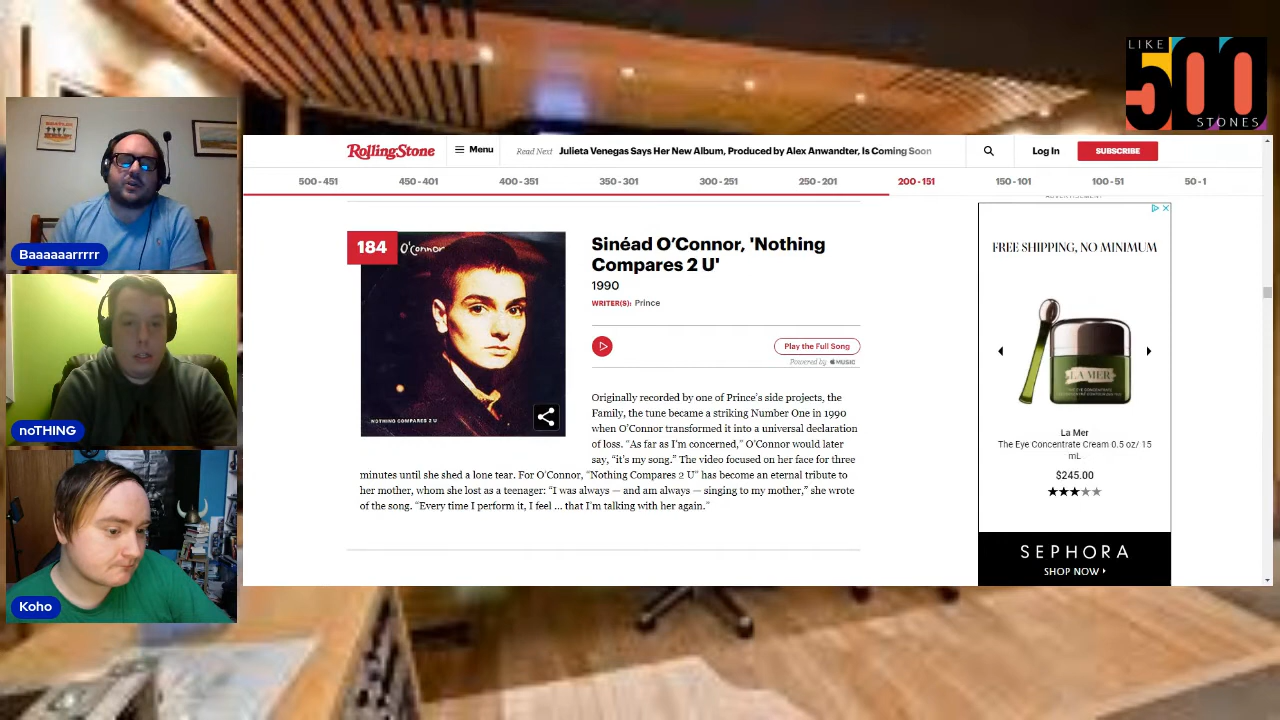 LIKE
500
STONES
Baaaaaarrrrr
noTHING
Koho
RollingStone
Menu
Read Next Julieta Venegas Says Her New Album, Produced by Alex Anwandter, Is Coming Soon
Log In
SUBSCRIBE
500 - 451
450 - 401
400 - 351
350 - 301
300 - 251
250 - 201
200 - 151
150 - 101
100 - 51
50 - 1
184
O'Connor
NOTHING COMPARES 2 U
Sinéad O’Connor, 'Nothing
Compares 2 U'
1990
WRITER(S): Prince
Play the Full Song
Powered by MUSIC
Originally recorded by one of Prince’s side projects, the
Family, the tune became a striking Number One in 1990
when O’Connor transformed it into a universal declaration
of loss. “As far as I’m concerned,” O’Connor would later
say, “it’s my song.” The video focused on her face for three
minutes until she shed a lone tear. For O’Connor, “Nothing Compares 2 U” has become an eternal tribute to
her mother, whom she lost as a teenager: “I was always — and am always — singing to my mother,” she wrote
of the song. “Every time I perform it, I feel … that I’m talking with her again.”
ADVERTISEMENT
FREE SHIPPING, NO MINIMUM
LA MER
La Mer
The Eye Concentrate Cream 0.5 oz/ 15
mL
$245.00
SEPHORA
SHOP NOW